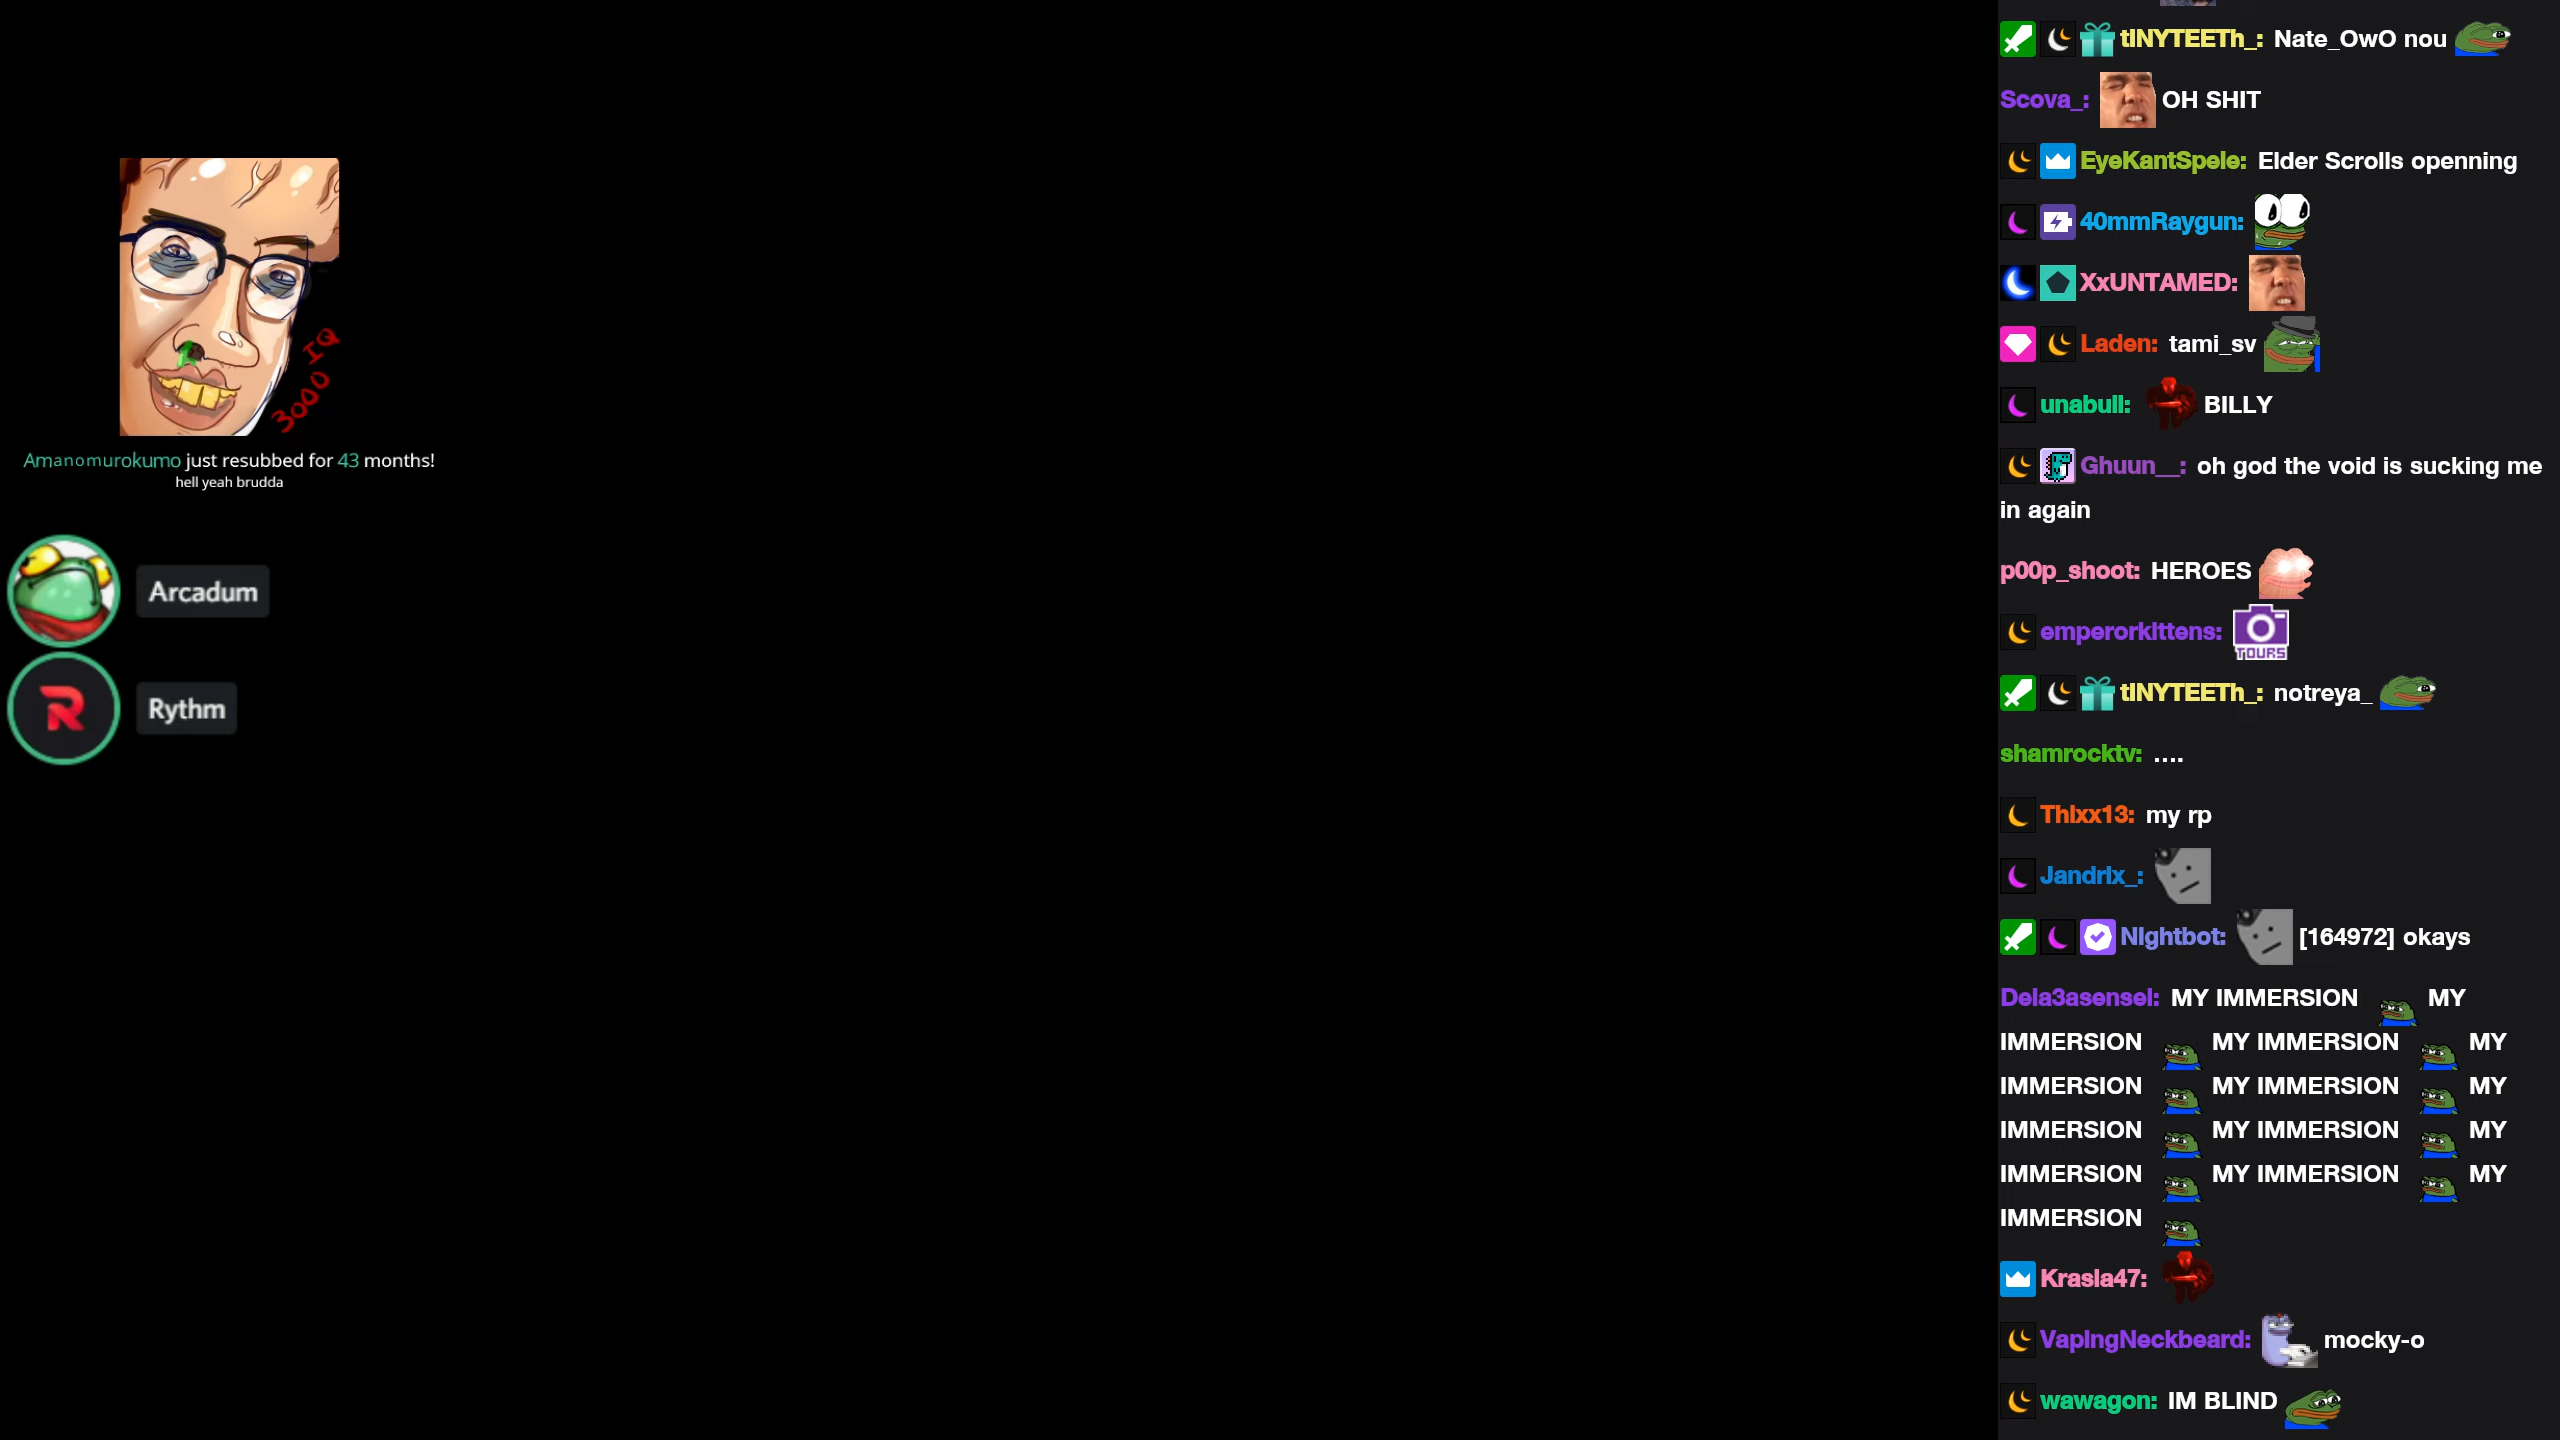 3000 IQ
Amanomurokumo just resubbed for 43 months!
hell yeah brudda
Arcadum
Rythm
tINYTEETh_: Nate_OwO nou
Scova_: OH SHIT
EyeKantSpele: Elder Scrolls openning
40mmRaygun:
XxUNTAMED:
Laden: tami_sv
unabull: BILLY
Ghuun__: oh god the void is sucking me
in again
p00p_shoot: HEROES
emperorkittens: TOURS
tINYTEETh_: notreya_
shamrocktv: ....
Thixx13: my rp
Jandrix_:
Nightbot: [164972] okays
Dela3asensei: MY IMMERSION MY
IMMERSION MY IMMERSION MY
IMMERSION MY IMMERSION MY
IMMERSION MY IMMERSION MY
IMMERSION MY IMMERSION MY
IMMERSION
Krasia47:
VapingNeckbeard: mocky-o
wawagon: IM BLIND